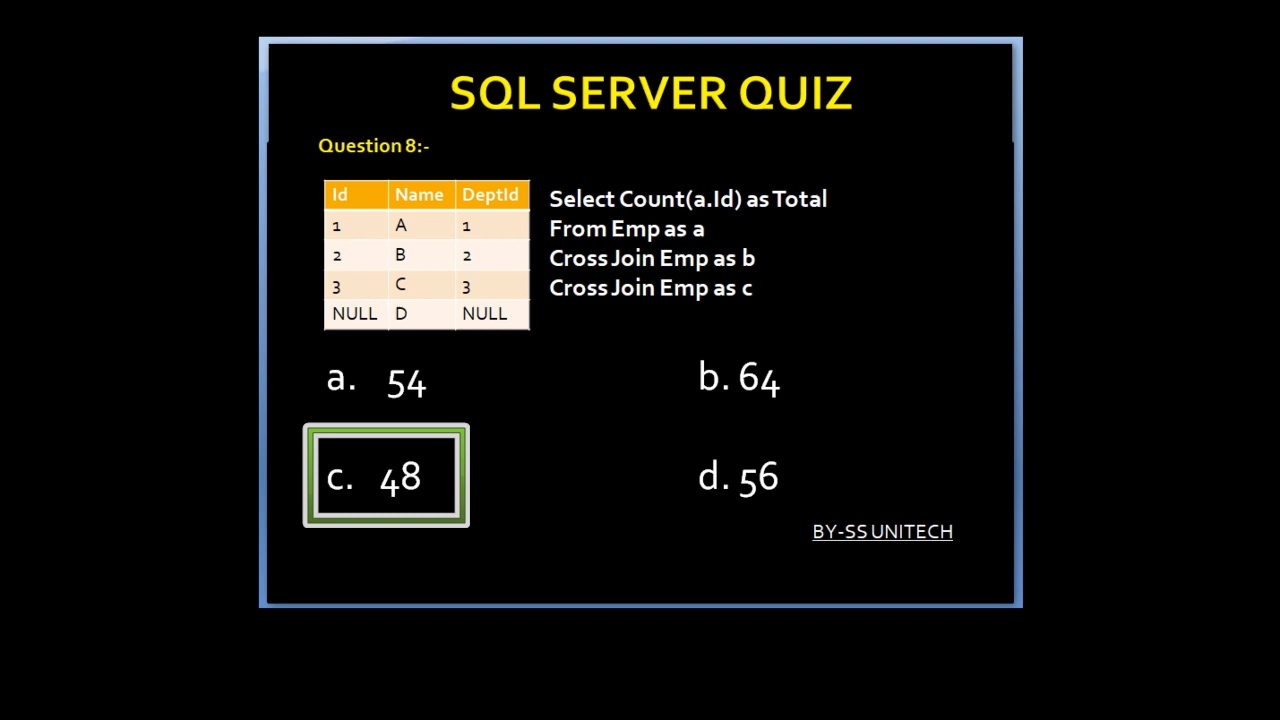 SQL SERVER QUIZ
Question 8:-
Id Name DeptId
1 A 1
2 B 2
3 C 3
NULL D NULL
Select Count(a.Id) as Total
From Emp as a
Cross Join Emp as b
Cross Join Emp as c
a. 54
b. 64
c. 48
d. 56
BY-SS UNITECH